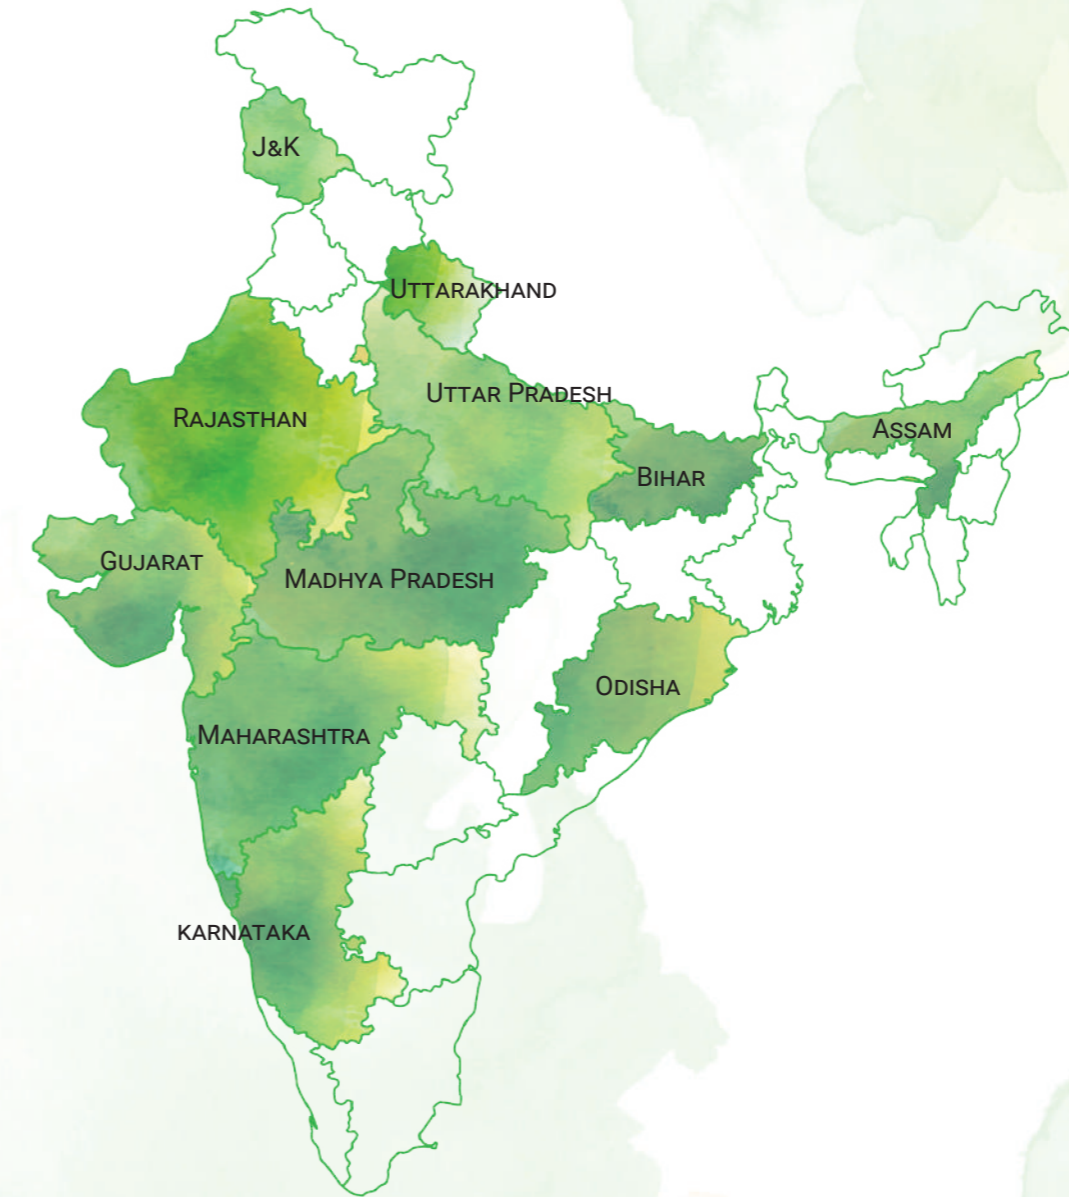 J&K
Uttarakhand
Uttar Pradesh
Rajasthan
Assam
Bihar
Gujarat
Madhya Pradesh
Odisha
Maharashtra
karnataka